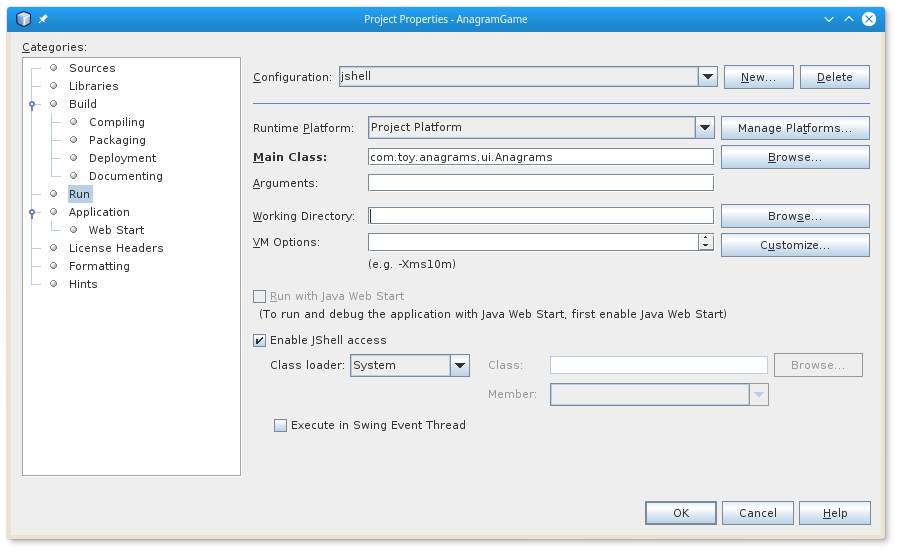 Project Properties - AnagramGame
Categories:
Sources
Libraries
Build
Compiling
Packaging
Deployment
Documenting
Run
Application
Web Start
License Headers
Formatting
Hints
Configuration: jshell New... Delete
Runtime Platform: Project Platform Manage Platforms...
Main Class: com.toy.anagrams.ui.Anagrams Browse...
Arguments:
Working Directory: Browse...
VM Options: Customize...
(e.g. -Xms10m)
Run with Java Web Start
(To run and debug the application with Java Web Start, first enable Java Web Start)
Enable JShell access
Class loader: System Class: Browse...
Member:
Execute in Swing Event Thread
OK Cancel Help